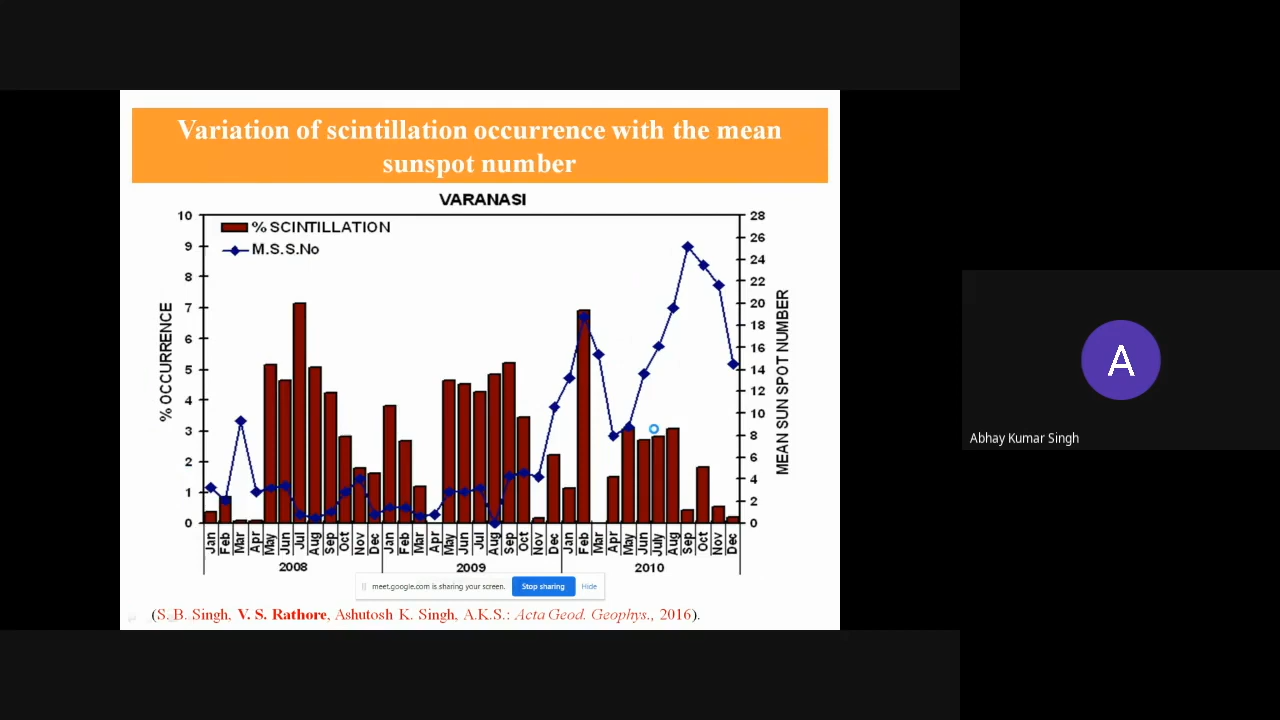 Variation of scintillation occurrence with the mean
sunspot number
VARANASI
% SCINTILLATION
M.S.S.No
% OCCURRENCE
10
9
8
7
6
5
4
3
2
1
0
28
26
24
22
20
18
16
14
12
10
8
6
4
2
0
MEAN SUN SPOT NUMBER
Jan Feb Mar Apr May Jun Jul Aug Sep Oct Nov Dec Jan Feb Mar Apr May Jun Jul Aug Sep Oct Nov Dec Jan Feb Mar Apr May Jun July Aug Sep Oct Nov Dec
2008 2009 2010
meet.google.com is sharing your screen. Stop sharing Hide
(S. B. Singh, V. S. Rathore, Ashutosh K. Singh, A.K.S.: Acta Geod. Geophys., 2016).
A
Abhay Kumar Singh